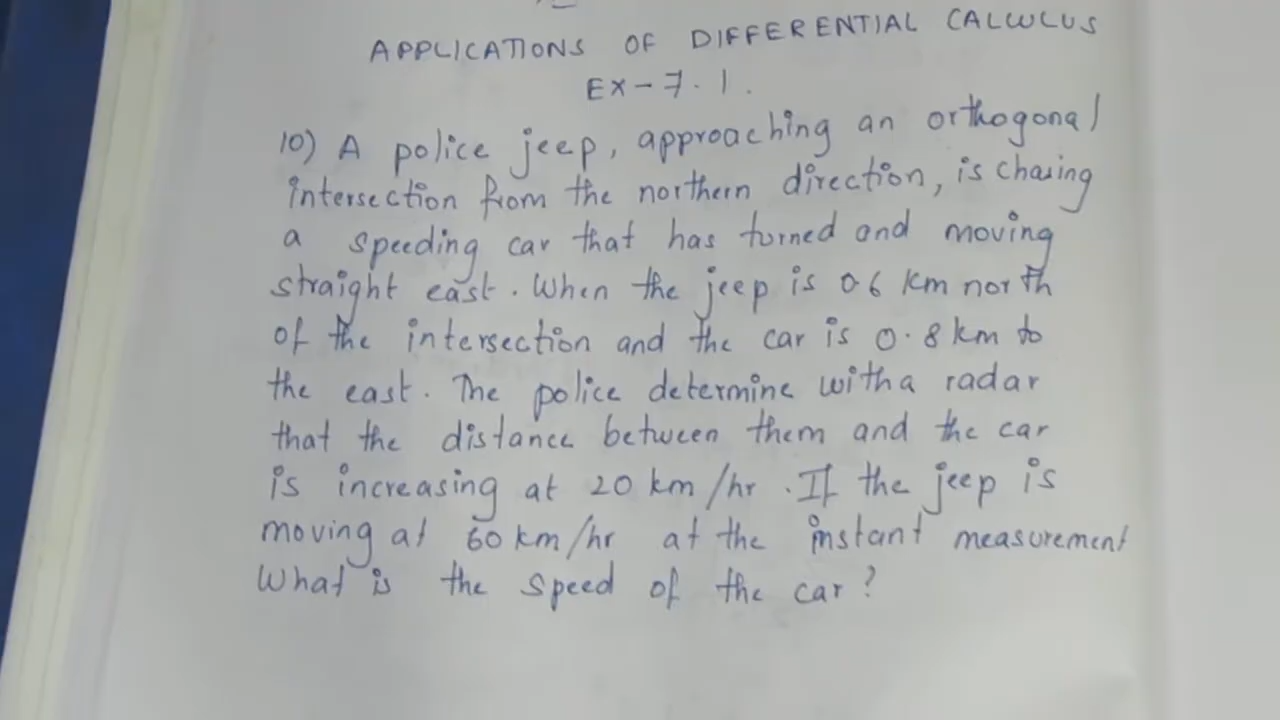 APPLICATIONS OF DIFFERENTIAL CALCULUS
EX-7.1.
10) A police jeep, approaching an orthogonal
intersection from the northern direction, is chasing
a speeding car that has turned and moving
straight east. When the jeep is 0.6 km north
of the intersection and the car is 0.8 km to
the east. The police determine with a radar
that the distance between them and the car
is increasing at 20 km/hr. If the jeep is
moving at 60 km/hr at the instant measurement
What is the speed of the car?